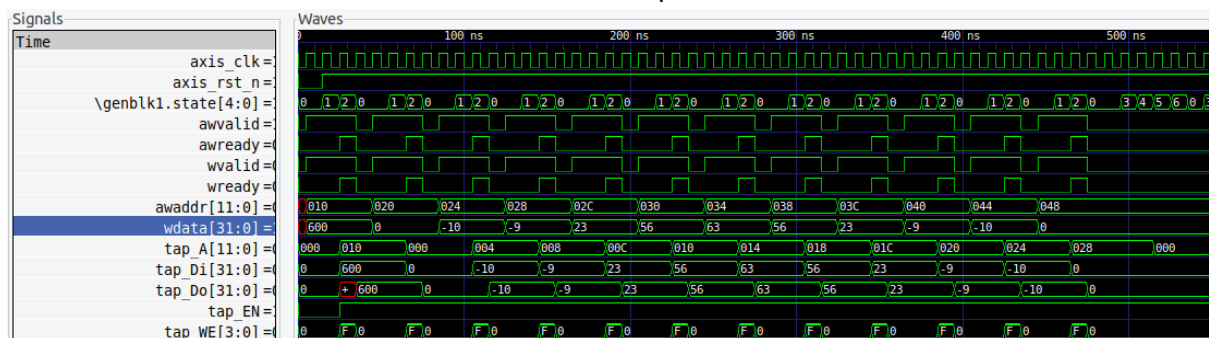 Signals Waves
Time 100 ns 200 ns 300 ns 400 ns 500 ns
axis_clk =
axis_rst_n =
\genblk1.state[4:0] = 0 1 2 0 1 2 0 1 2 0 1 2 0 1 2 0 1 2 0 1 2 0 1 2 0 1 2 0 1 2 0 1 2 0 1 2 0 3 4 5 6 0
awvalid =
awready =
wvalid =
wready =
awaddr[11:0] = 010 020 024 028 02C 030 034 038 03C 040 044 048
wdata[31:0] = 600 0 -10 -9 23 56 63 56 23 -9 -10 0
tap_A[11:0] = 000 010 000 004 008 00C 010 014 018 01C 020 024 028 000
tap_Di[31:0] = 0 600 0 -10 -9 23 56 63 56 23 -9 -10 0
tap_Do[31:0] = 0 + 600 0 -10 -9 23 56 63 56 23 -9 -10 0
tap_EN =
tap_WE[3:0] = 0 F 0 F 0 F 0 F 0 F 0 F 0 F 0 F 0 F 0 F 0 F 0 F 0